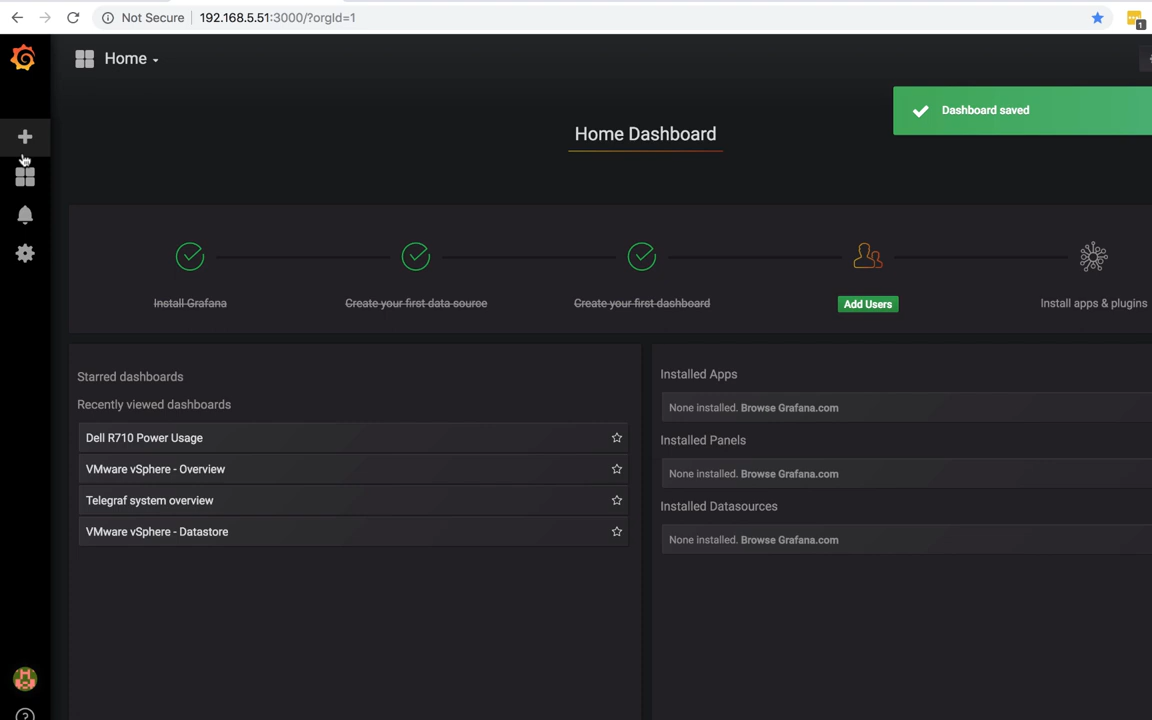 Not Secure 192.168.5.51:3000/?orgId=1
1
Home
Dashboard saved
Home Dashboard
Install Grafana
Create your first data source
Create your first dashboard
Add Users
Install apps & plugins
Starred dashboards
Recently viewed dashboards
Dell R710 Power Usage
VMware vSphere - Overview
Telegraf system overview
VMware vSphere - Datastore
Installed Apps
None installed. Browse Grafana.com
Installed Panels
None installed. Browse Grafana.com
Installed Datasources
None installed. Browse Grafana.com
?